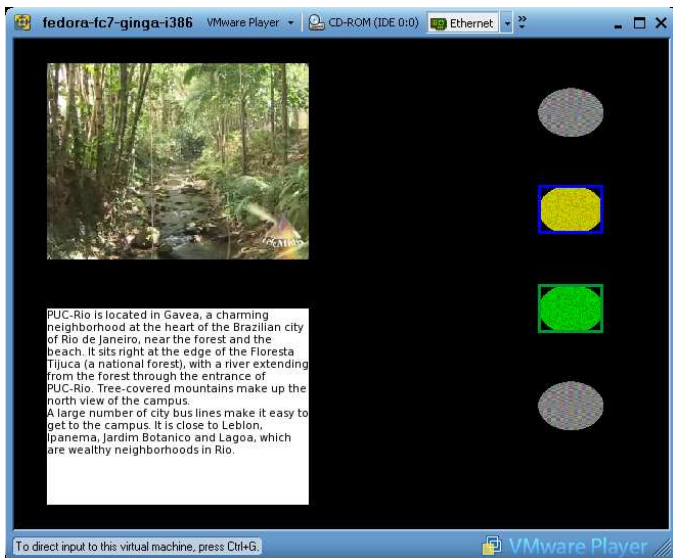 fedora-fc7-ginga-i386 VMware Player CD-ROM (IDE 0:0) Ethernet »
TeleMídia
PUC-Rio is located in Gavea, a charming
neighborhood at the heart of the Brazilian city
of Rio de Janeiro, near the forest and the
beach. It sits right at the edge of the Floresta
Tijuca (a national forest), with a river extending
from the forest through the entrance of
PUC-Rio. Tree-covered mountains make up the
north view of the campus.
A large number of city bus lines make it easy to
get to the campus. It is close to Leblon,
Ipanema, Jardim Botanico and Lagoa, which
are wealthy neighborhoods in Rio.
To direct input to this virtual machine, press Ctrl+G.
VMware Player